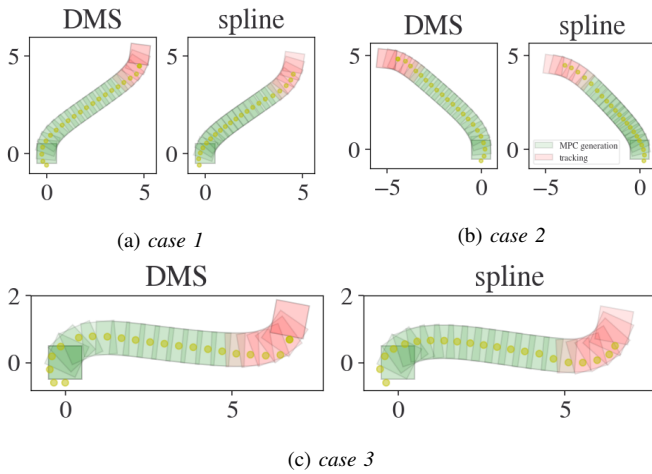 DMS spline DMS spline
5 5 5 5
0 0 0 0
MPC generation
tracking
0 5 0 5 −5 0 −5 0
(a) case 1 (b) case 2
DMS spline
2 2
0 0
0 5 0 5
(c) case 3